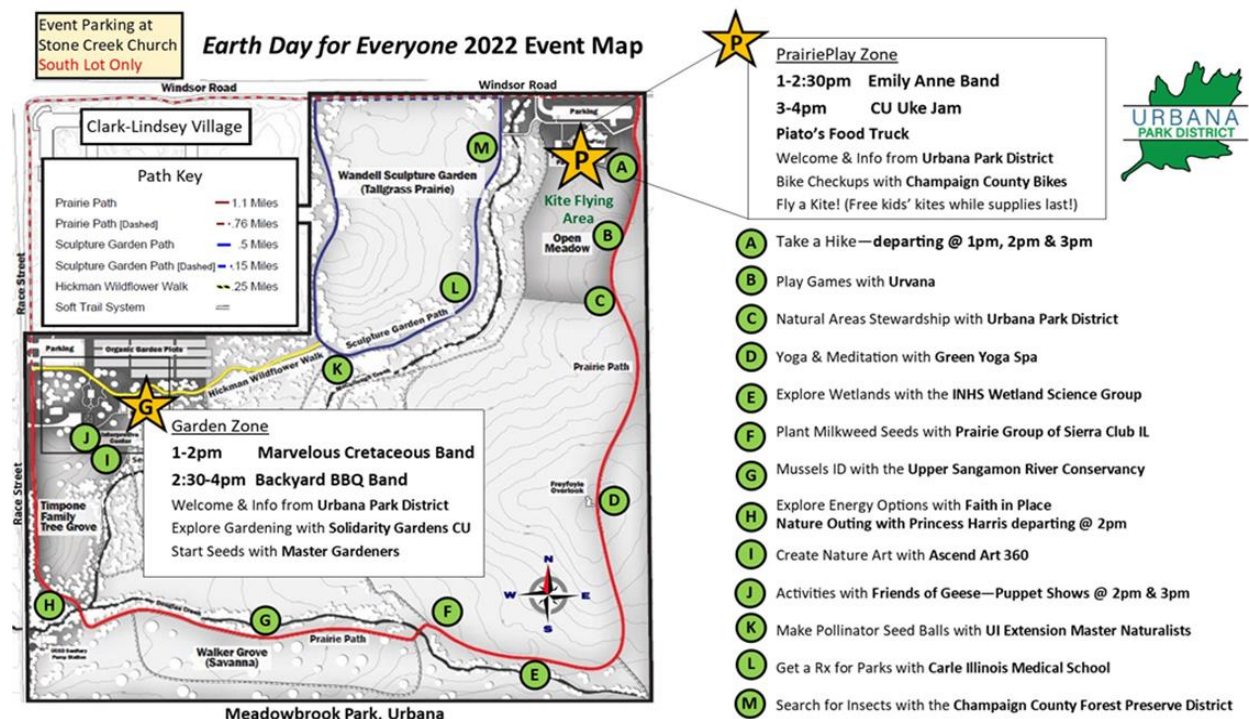 Event Parking at
Stone Creek Church
South Lot Only
Earth Day for Everyone 2022 Event Map
P
PrairiePlay Zone
1-2:30pm Emily Anne Band
3-4pm CU Uke Jam
Piato's Food Truck
Welcome & Info from Urbana Park District
Bike Checkups with Champaign County Bikes
Fly a Kite! (Free kids' kites while supplies last!)
URBANA
PARK DISTRICT
Windsor Road
Windsor Road
Clark-Lindsey Village
Path Key
Prairie Path 1.1 Miles
Prairie Path [Dashed] .76 Miles
Sculpture Garden Path .5 Miles
Sculpture Garden Path [Dashed] .15 Miles
Hickman Wildflower Walk .25 Miles
Soft Trail System
Race Street
Parking
M
Wandell Sculpture Garden
(Tallgrass Prairie)
P
A
Kite Flying
Area
Open
Meadow
B
C
L
Sculpture Garden Path
Prairie Path
K
Hickman Wildflower Walk
Parking
Organic Garden Plots
G
J
Interpretive
Center
I
Garden Zone
1-2pm Marvelous Cretaceous Band
2:30-4pm Backyard BBQ Band
Welcome & Info from Urbana Park District
Explore Gardening with Solidarity Gardens CU
Start Seeds with Master Gardeners
Race Street
Timpone
Family
Tree Grove
Freyfogle
Overlook
D
N
W E
S
H
Douglas Creek
G
F
Prairie Path
Walker Grove
(Savanna)
E
Meadowbrook Park, Urbana
A Take a Hike—departing @ 1pm, 2pm & 3pm
B Play Games with Urvana
C Natural Areas Stewardship with Urbana Park District
D Yoga & Meditation with Green Yoga Spa
E Explore Wetlands with the INHS Wetland Science Group
F Plant Milkweed Seeds with Prairie Group of Sierra Club IL
G Mussels ID with the Upper Sangamon River Conservancy
H Explore Energy Options with Faith in Place
Nature Outing with Princess Harris departing @ 2pm
I Create Nature Art with Ascend Art 360
J Activities with Friends of Geese—Puppet Shows @ 2pm & 3pm
K Make Pollinator Seed Balls with UI Extension Master Naturalists
L Get a Rx for Parks with Carle Illinois Medical School
M Search for Insects with the Champaign County Forest Preserve District